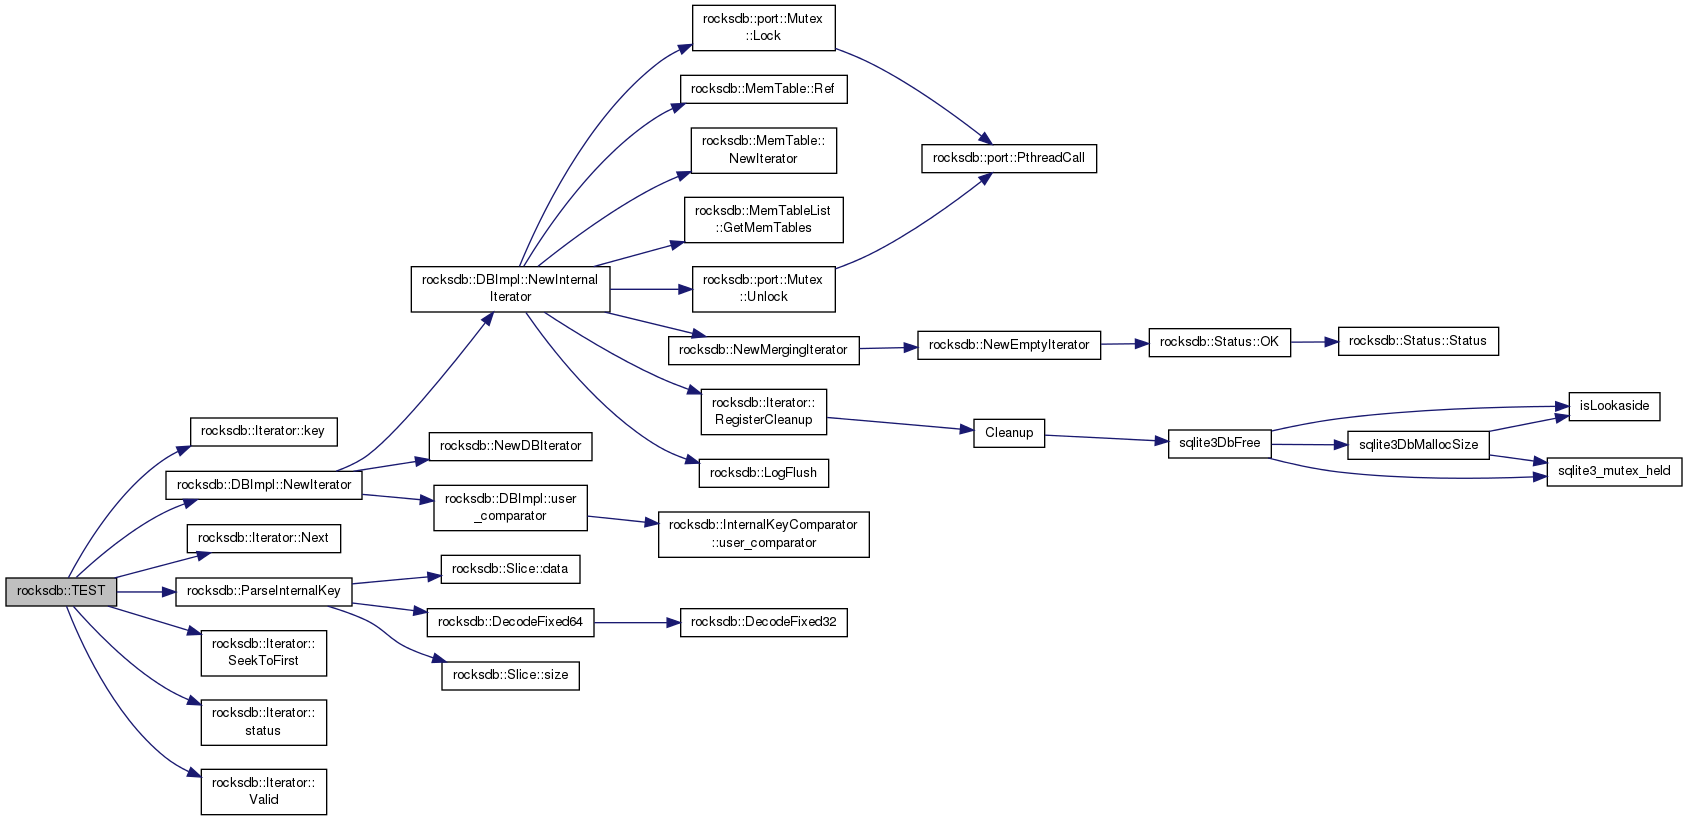 rocksdb::TEST
rocksdb::Iterator::key
rocksdb::DBImpl::NewIterator
rocksdb::Iterator::Next
rocksdb::ParseInternalKey
rocksdb::Iterator::
SeekToFirst
rocksdb::Iterator::
status
rocksdb::Iterator::
Valid
rocksdb::DBImpl::NewInternal
Iterator
rocksdb::NewDBIterator
rocksdb::DBImpl::user
_comparator
rocksdb::Slice::data
rocksdb::DecodeFixed64
rocksdb::Slice::size
rocksdb::port::Mutex
::Lock
rocksdb::MemTable::Ref
rocksdb::MemTable::
NewIterator
rocksdb::MemTableList
::GetMemTables
rocksdb::port::Mutex
::Unlock
rocksdb::NewMergingIterator
rocksdb::Iterator::
RegisterCleanup
rocksdb::LogFlush
rocksdb::InternalKeyComparator
::user_comparator
rocksdb::DecodeFixed32
rocksdb::port::PthreadCall
rocksdb::NewEmptyIterator
Cleanup
rocksdb::Status::OK
sqlite3DbFree
rocksdb::Status::Status
sqlite3DbMallocSize
isLookaside
sqlite3_mutex_held